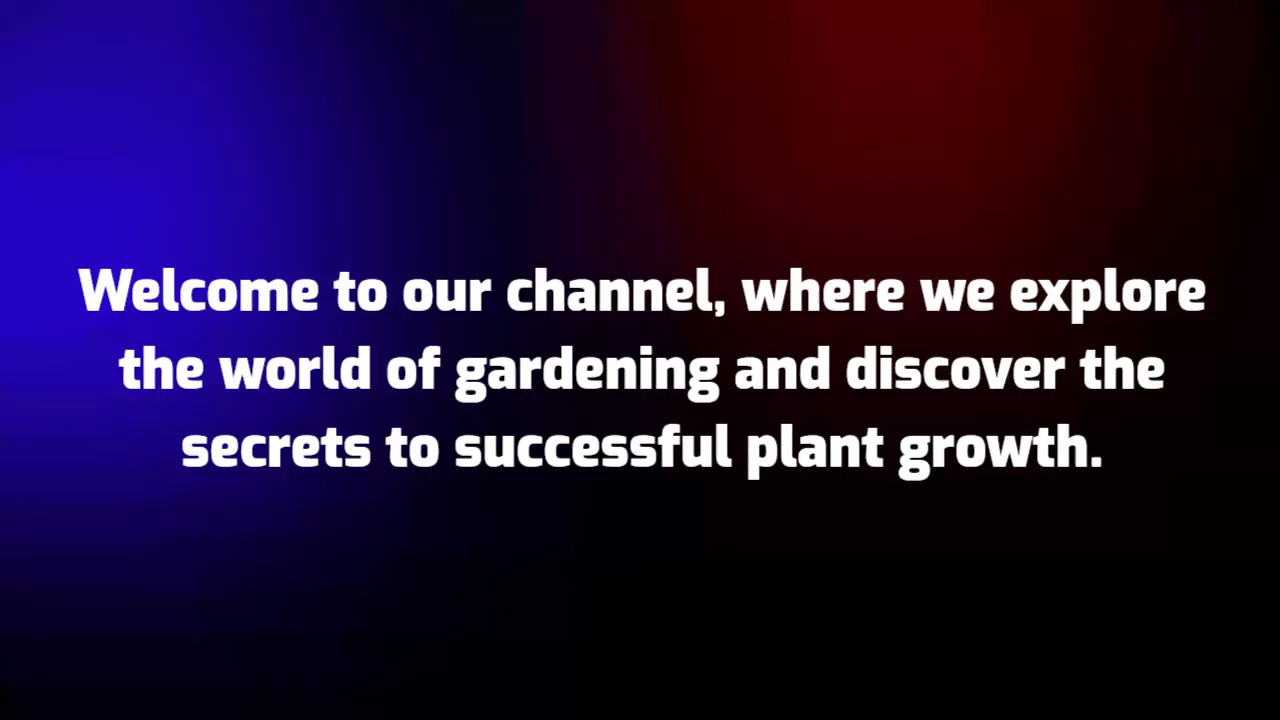 Welcome to our channel, where we explore
the world of gardening and discover the
secrets to successful plant growth.